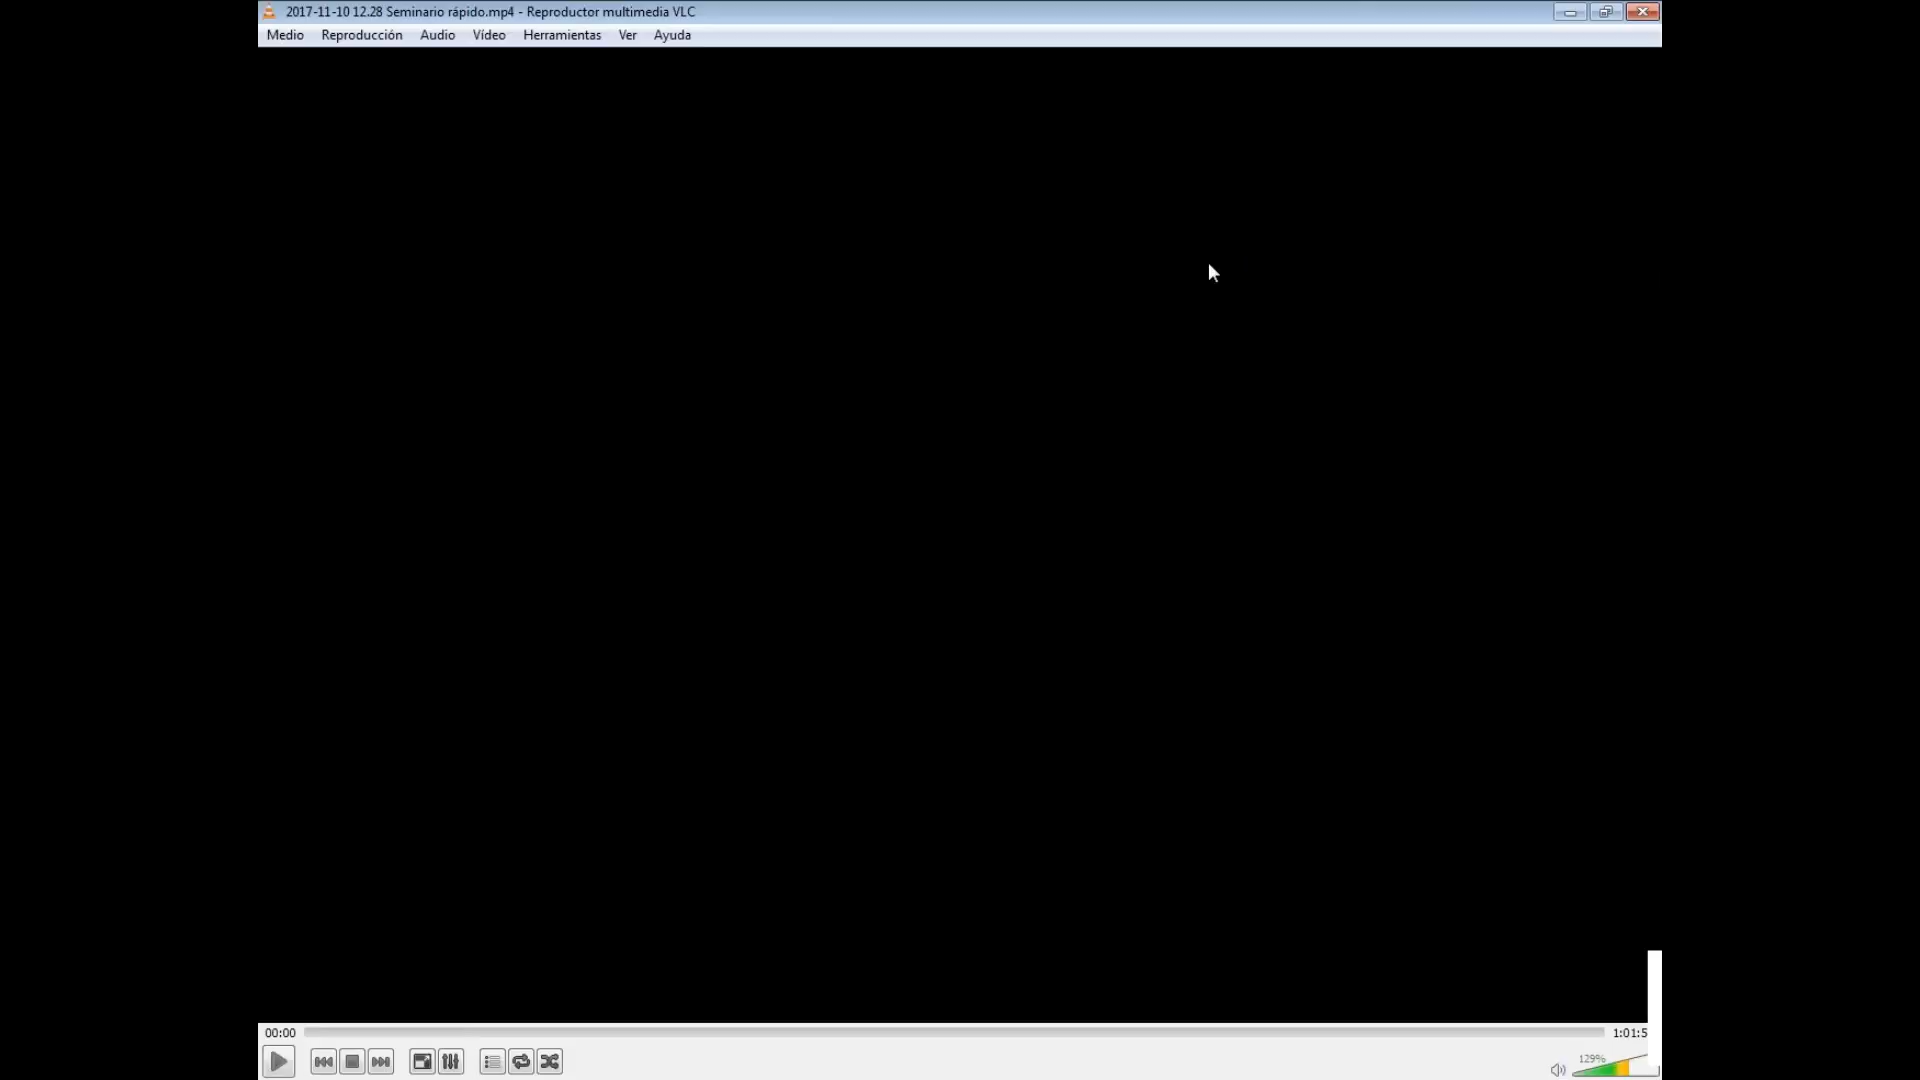 2017-11-10 12.28 Seminario rápido.mp4 - Reproductor multimedia VLC
Medio Reproducción Audio Vídeo Herramientas Ver Ayuda
00:00 1:01:5
129%